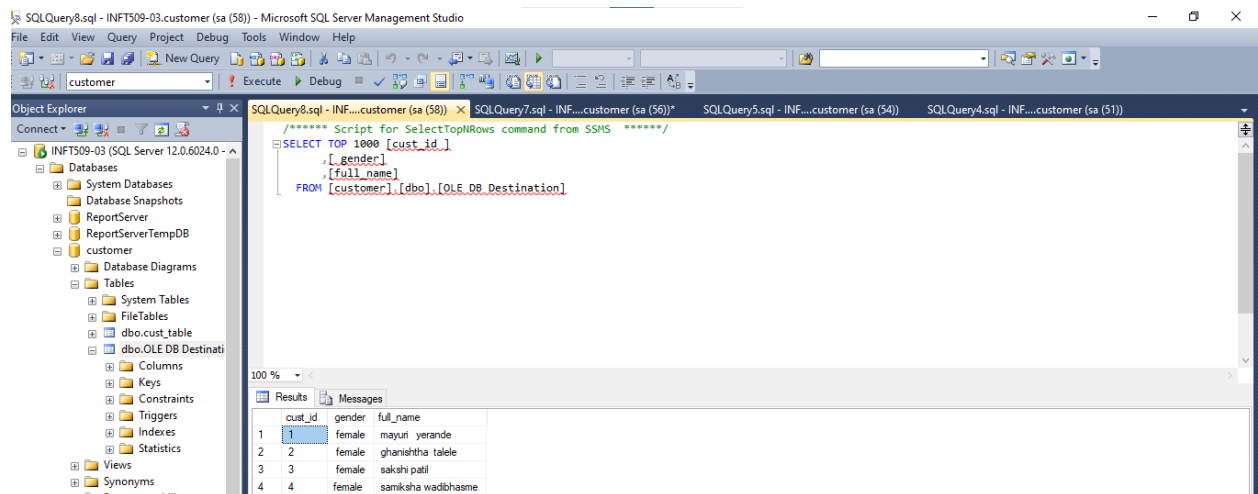 SQLQuery8.sql - INFT509-03.customer (sa (58)) - Microsoft SQL Server Management Studio
File Edit View Query Project Debug Tools Window Help
New Query
customer Execute Debug
Object Explorer
Connect
INFT509-03 (SQL Server 12.0.6024.0 -
Databases
System Databases
Database Snapshots
ReportServer
ReportServerTempDB
customer
Database Diagrams
Tables
System Tables
FileTables
dbo.cust_table
dbo.OLE DB Destinati
Columns
Keys
Constraints
Triggers
Indexes
Statistics
Views
Synonyms
SQLQuery8.sql - INF....customer (sa (58)) SQLQuery7.sql - INF....customer (sa (56))* SQLQuery5.sql - INF....customer (sa (54)) SQLQuery4.sql - INF....customer (sa (51))
/****** Script for SelectTopNRows command from SSMS ******/
SELECT TOP 1000 [cust_id ]
,[ gender]
,[full_name]
FROM [customer].[dbo].[OLE DB Destination]
100 %
Results Messages
cust_id gender full_name
1 1 female mayuri yerande
2 2 female ghanishtha talele
3 3 female sakshi patil
4 4 female samiksha wadibhasme